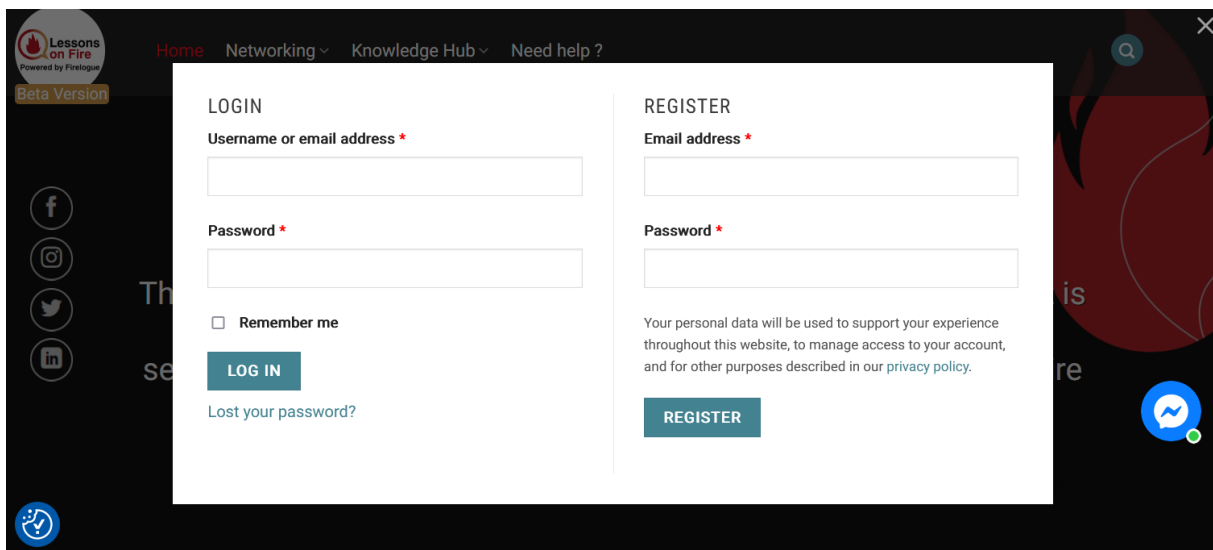 Lessons
on Fire
Powered by Firelogue
Beta Version
Home Networking Knowledge Hub Need help ?
LOGIN
Username or email address *
Password *
Remember me
LOG IN
Lost your password?
REGISTER
Email address *
Password *
Your personal data will be used to support your experience
throughout this website, to manage access to your account,
and for other purposes described in our privacy policy.
REGISTER
Th
is
se
re